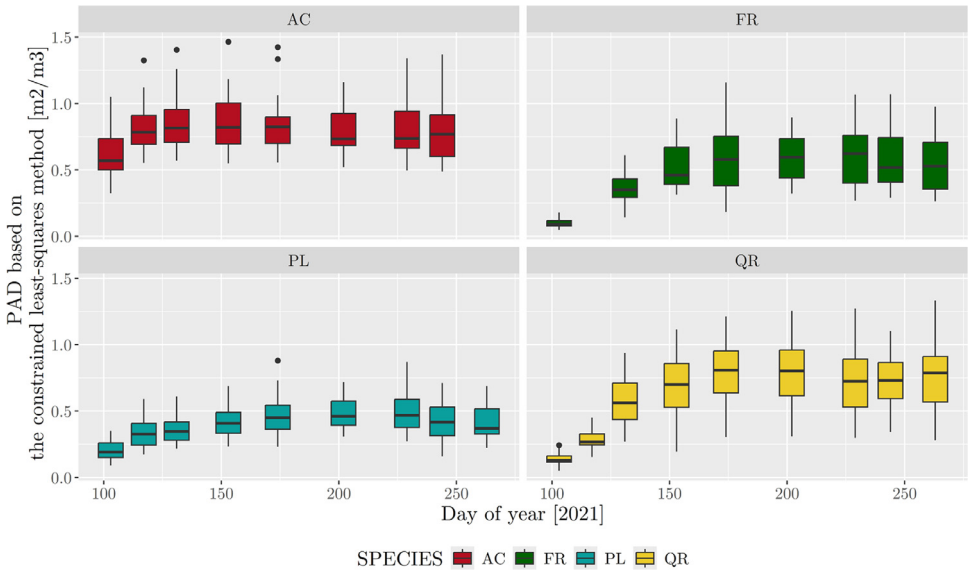 AC FR
1.5
1.0
0.5
0.0
PL QR
1.5
1.0
0.5
0.0
100 150 200 250 100 150 200 250
Day of year [2021]
PAD based on
the constrained least-squares method [m2/m3]
SPECIES AC FR PL QR